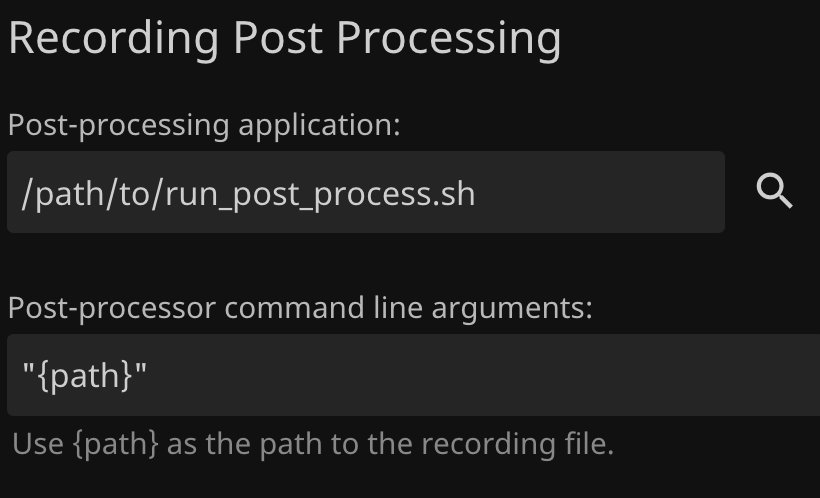 Recording Post Processing
Post-processing application:
/path/to/run_post_process.sh
Post-processor command line arguments:
"{path}"
Use {path} as the path to the recording file.